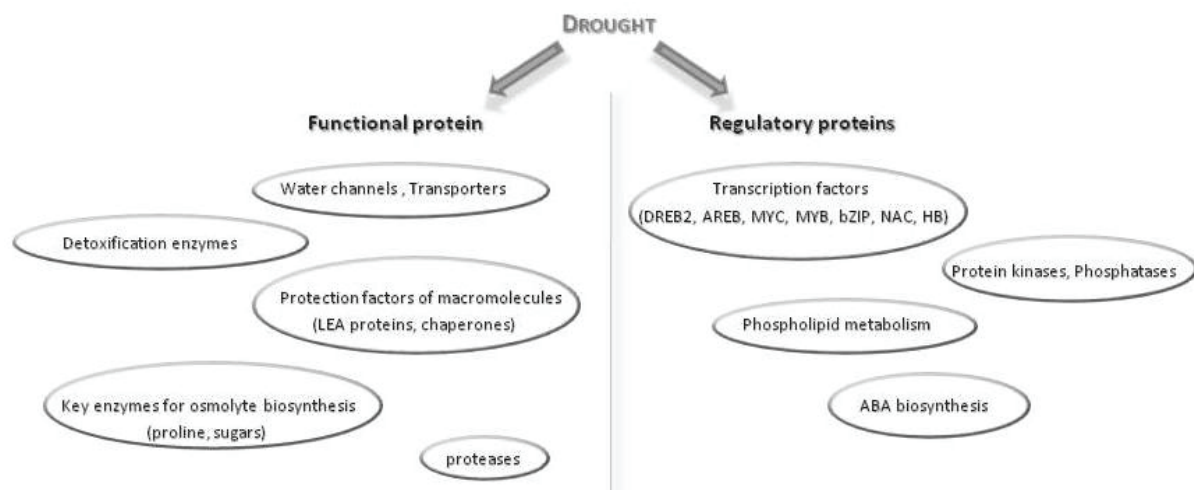 DROUGHT
Functional protein
Water channels , Transporters
Detoxification enzymes
Protection factors of macromolecules
(LEA proteins, chaperones)
Key enzymes for osmolyte biosynthesis
(proline, sugars)
proteases
Regulatory proteins
Transcription factors
(DREB2, AREB, MYC, MYB, bZIP, NAC, HB)
Protein kinases, Phosphatases
Phospholipid metabolism
ABA biosynthesis